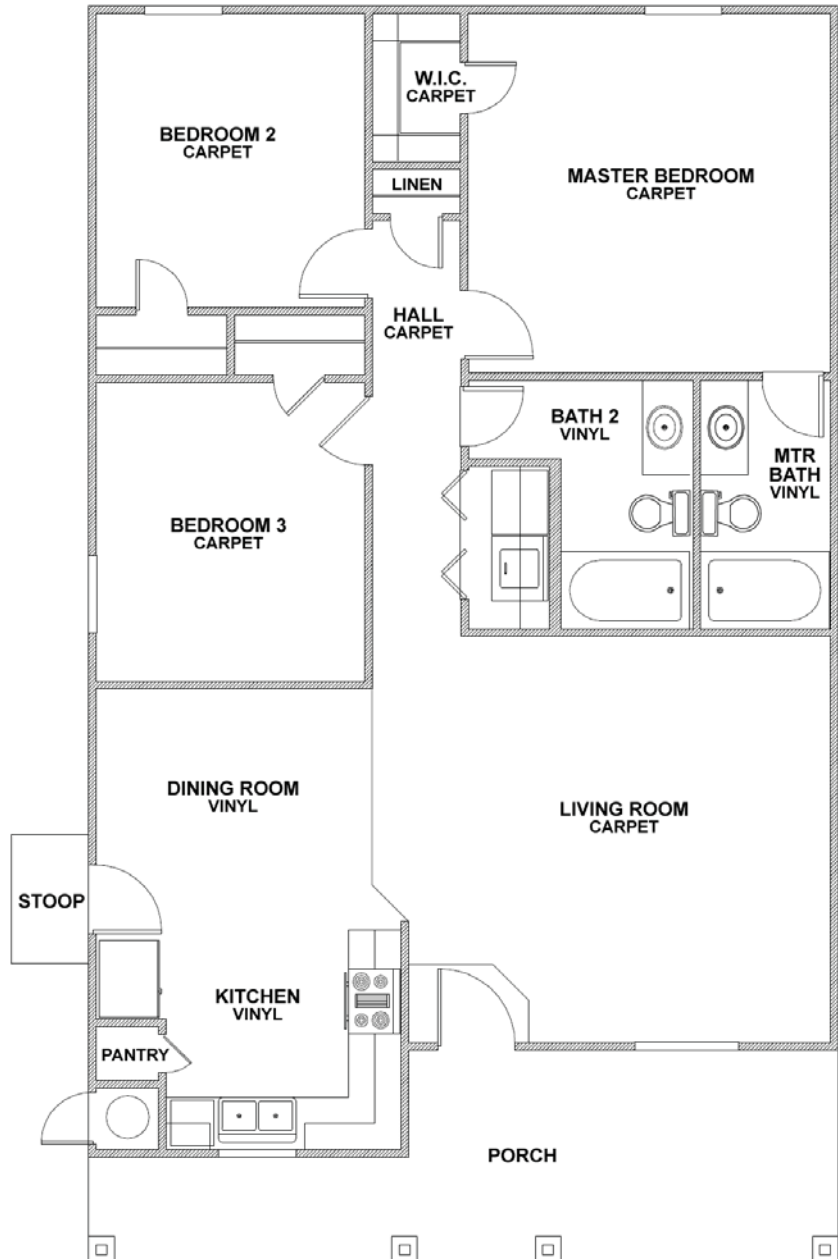 W.I.C.
CARPET
BEDROOM 2
CARPET
MASTER BEDROOM
CARPET
LINEN
HALL
CARPET
BATH 2
VINYL
MTR
BATH
VINYL
BEDROOM 3
CARPET
DINING ROOM
VINYL
LIVING ROOM
CARPET
STOOP
KITCHEN
VINYL
PANTRY
PORCH